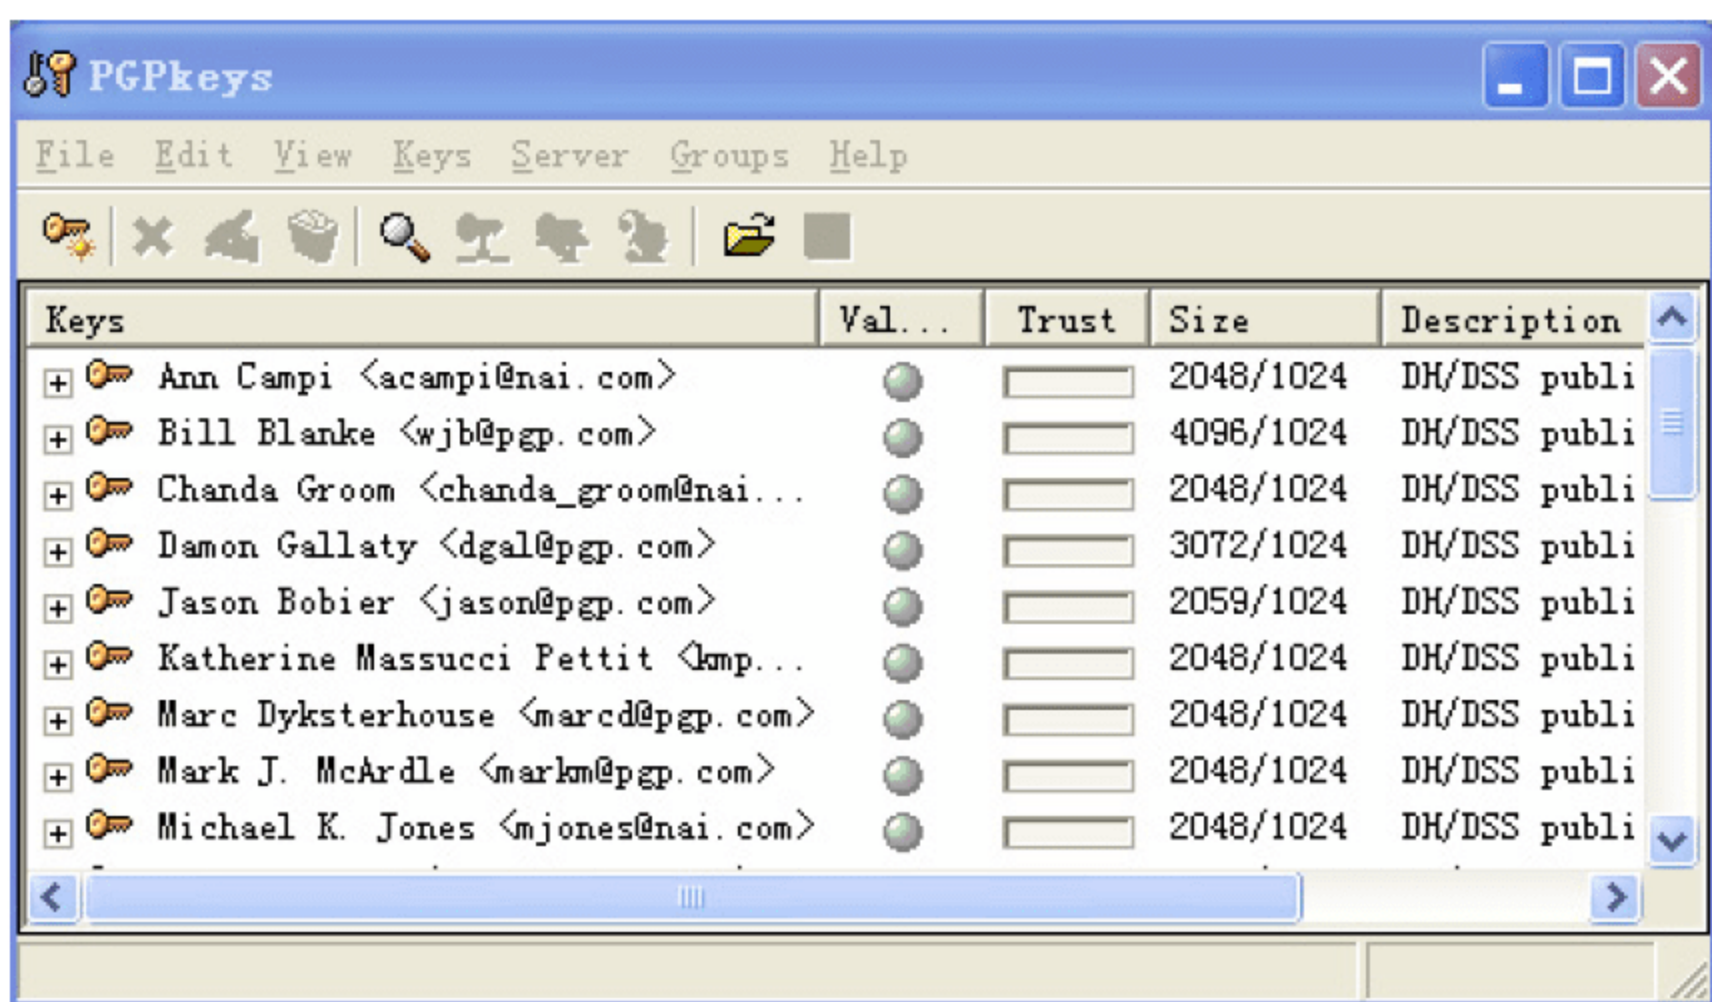 PGPkeys
File Edit View Keys Server Groups Help
Keys Val... Trust Size Description
Ann Campi <acampi@nai.com> 2048/1024 DH/DSS publi
Bill Blanke <wjb@pgp.com> 4096/1024 DH/DSS publi
Chanda Groom <chanda_groom@nai... 2048/1024 DH/DSS publi
Damon Gallaty <dgal@pgp.com> 3072/1024 DH/DSS publi
Jason Bobier <jason@pgp.com> 2059/1024 DH/DSS publi
Katherine Massucci Pettit <kmp... 2048/1024 DH/DSS publi
Marc Dyksterhouse <marcd@pgp.com> 2048/1024 DH/DSS publi
Mark J. McArdle <markm@pgp.com> 2048/1024 DH/DSS publi
Michael K. Jones <mjones@nai.com> 2048/1024 DH/DSS publi